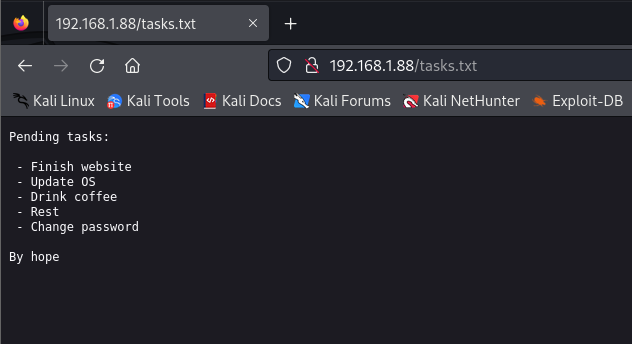 192.168.1.88/tasks.txt
192.168.1.88/tasks.txt
Kali Linux Kali Tools Kali Docs Kali Forums Kali NetHunter Exploit-DB
Pending tasks:
- Finish website
- Update OS
- Drink coffee
- Rest
- Change password
By hope